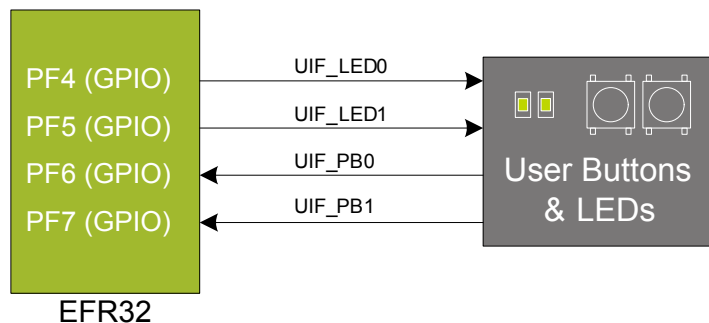 PF4 (GPIO)
PF5 (GPIO)
PF6 (GPIO)
PF7 (GPIO)
EFR32
UIF_LED0
UIF_LED1
UIF_PB0
UIF_PB1
User Buttons
& LEDs